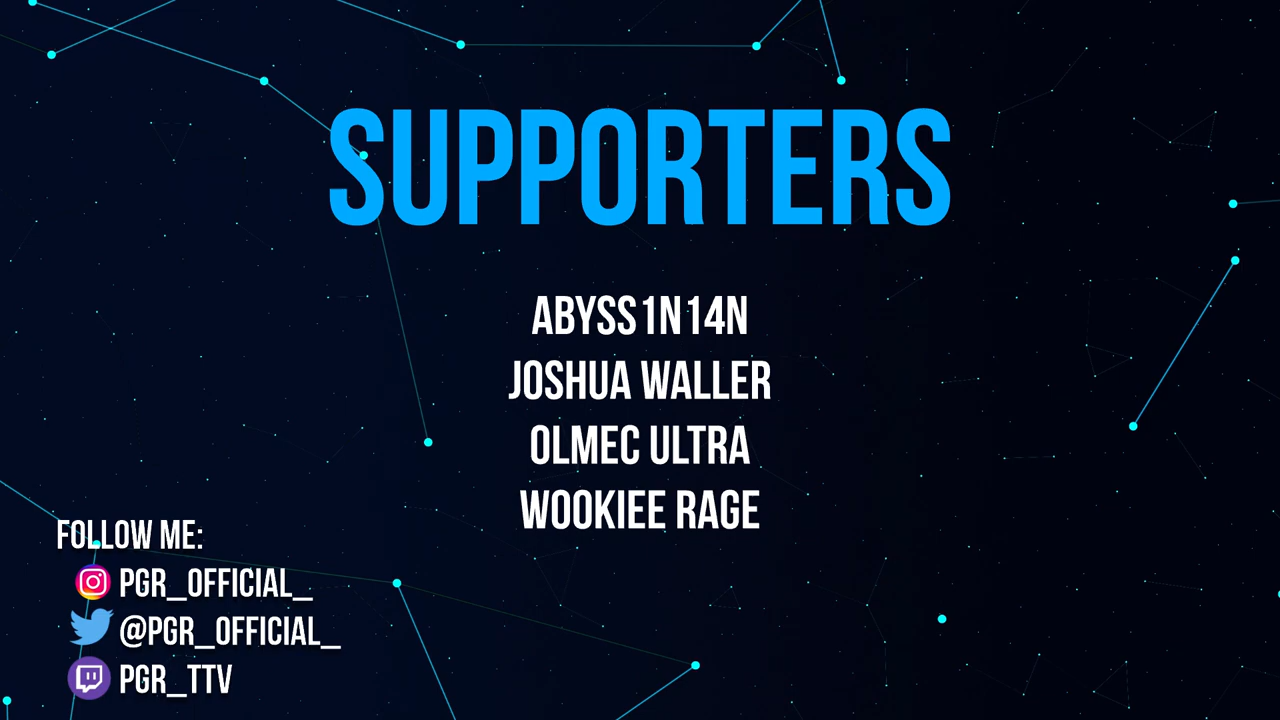 SUPPORTERS
ABYSS1N14N
JOSHUA WALLER
OLMEC ULTRA
WOOKIEE RAGE
FOLLOW ME:
PGR_OFFICIAL_
@PGR_OFFICIAL_
PGR_TTV